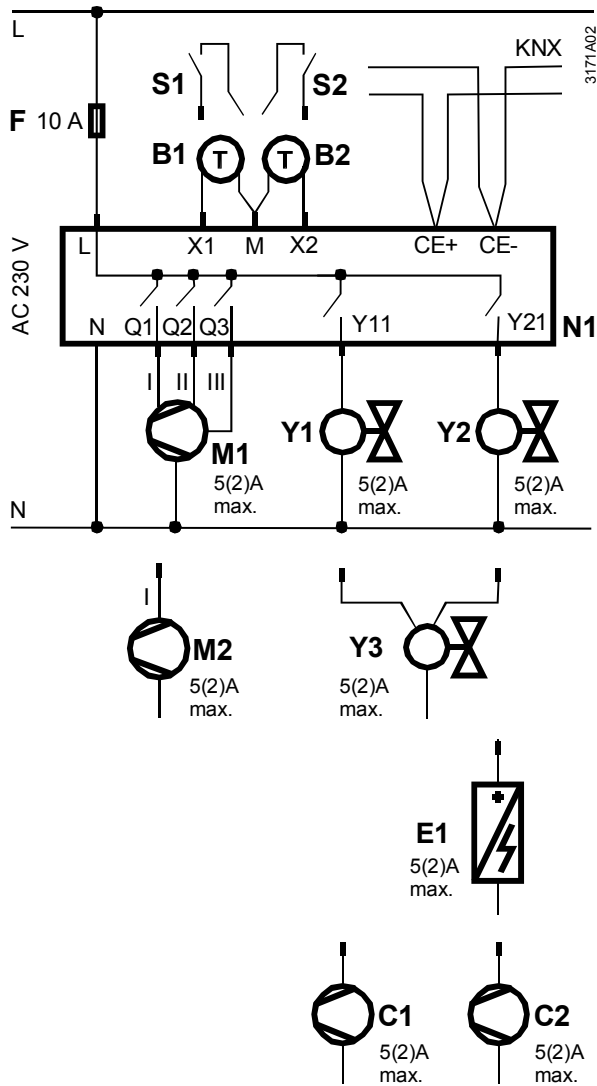 L
KNX
3171A02
S1
S2
F 10 A
B1 T T B2
AC 230 V
L X1 M X2 CE+ CE-
N Q1 Q2 Q3 Y11 Y21 N1
I II III
M1
5(2)A
max.
Y1
5(2)A
max.
Y2
5(2)A
max.
N
I
M2
5(2)A
max.
Y3
5(2)A
max.
E1
5(2)A
max.
C1
5(2)A
max.
C2
5(2)A
max.